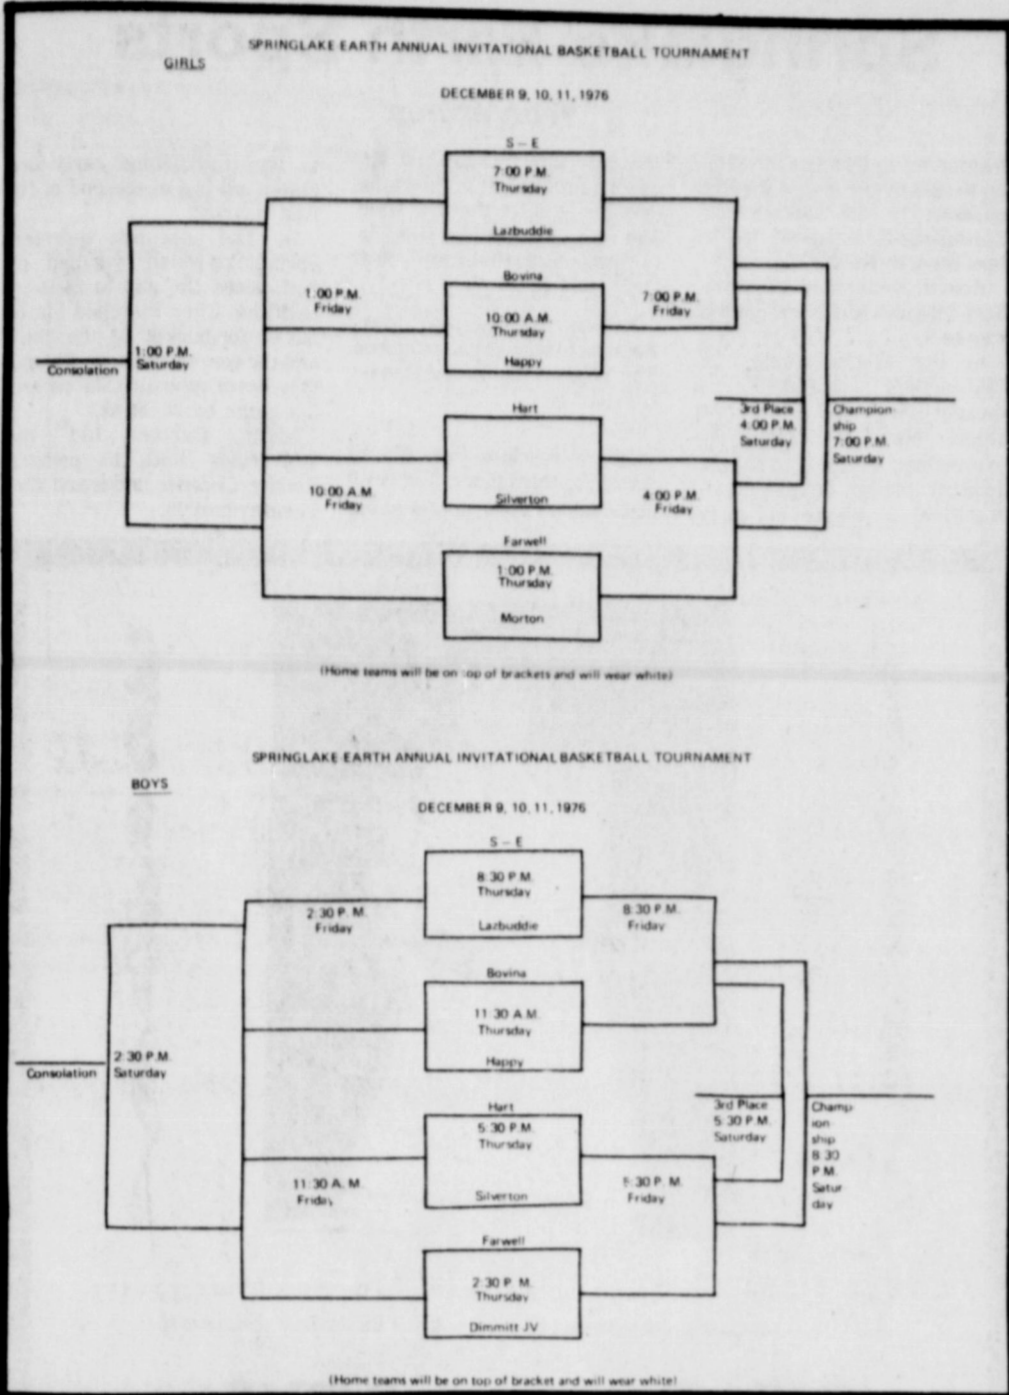 SPRINGLAKE EARTH ANNUAL INVITATIONAL BASKETBALL TOURNAMENT
GIRLS
DECEMBER 9, 10, 11, 1976
S - E
7:00 P.M.
Thursday
Lazbuddie
Bovina
1:00 P.M.
Friday
10:00 A.M.
Thursday
7:00 P.M.
Friday
Happy
1:00 P.M.
Saturday
Consolation
Hart
3rd Place
4:00 P.M.
Saturday
Champion
ship
7:00 P.M.
Saturday
10:00 A.M.
Friday
Silverton
4:00 P.M.
Friday
Farwell
1:00 P.M.
Thursday
Morton
(Home teams will be on top of brackets and will wear white)
SPRINGLAKE EARTH ANNUAL INVITATIONAL BASKETBALL TOURNAMENT
BOYS
DECEMBER 9, 10, 11, 1976
S - E
8:30 P.M.
Thursday
Lazbuddie
2:30 P. M.
Friday
8:30 P.M.
Friday
Bovina
11:30 A.M.
Thursday
Happy
2:30 P.M.
Saturday
Consolation
Hart
5:30 P.M.
Thursday
Silverton
3rd Place
5:30 P.M.
Saturday
Champ
ion
ship
8:30
P.M.
Satur
day
11:30 A. M.
Friday
5:30 P. M.
Friday
Farwell
2:30 P. M.
Thursday
Dimmitt JV
(Home teams will be on top of bracket and will wear white)